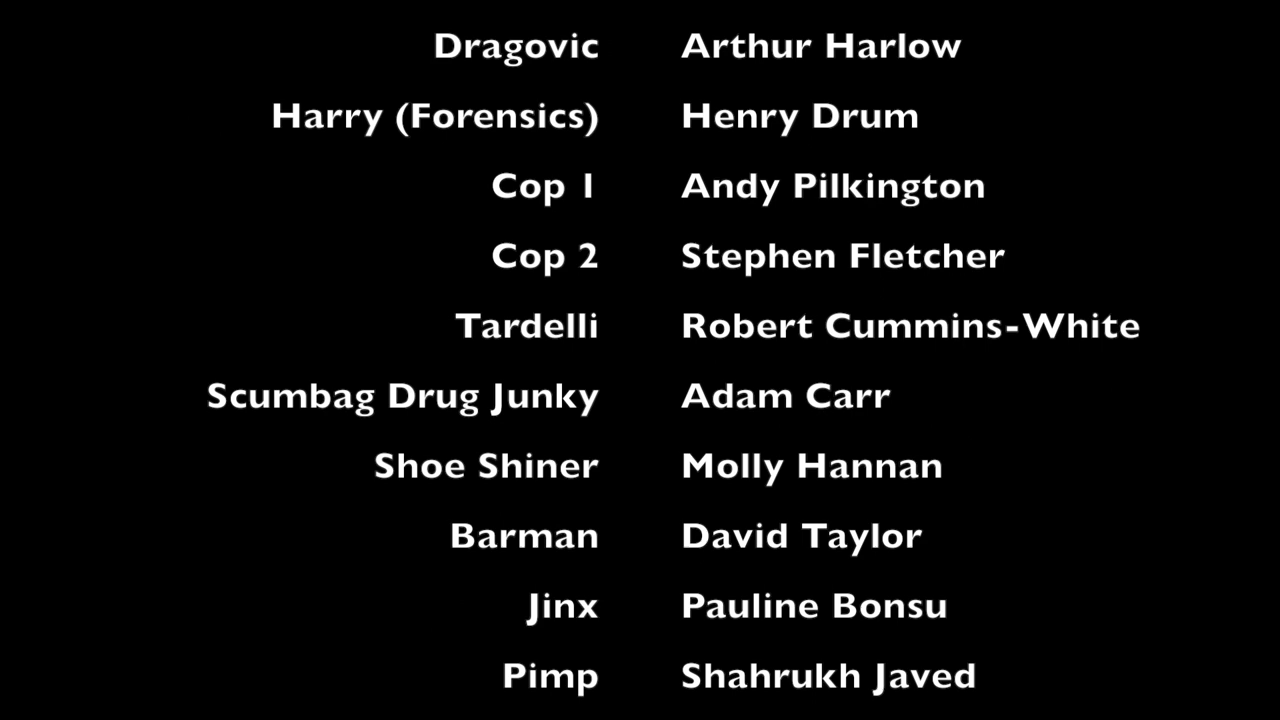 Dragovic Arthur Harlow
Harry (Forensics) Henry Drum
Cop 1 Andy Pilkington
Cop 2 Stephen Fletcher
Tardelli Robert Cummins-White
Scumbag Drug Junky Adam Carr
Shoe Shiner Molly Hannan
Barman David Taylor
Jinx Pauline Bonsu
Pimp Shahrukh Javed